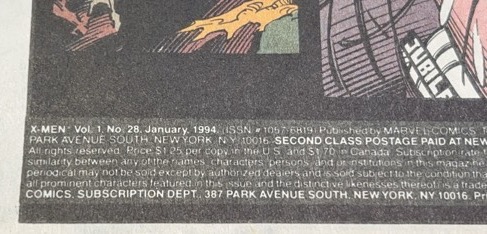 JUBILE
X-MEN Vol. 1, No. 28, January, 1994, (ISSN # 1067-6819) Published by MARVEL COMICS, T
PARK AVENUE SOUTH, NEW YORK, N.Y. 10016. SECOND CLASS POSTAGE PAID AT NEW
All rights reserved. Price $1.25 per copy in the U.S. and $1.70 in Canada. Subscription rate f
similarity between any of the names, characters, persons, and/or institutions in this magazine
periodical may not be sold except by authorized dealers and is sold subject to the condition tha
all prominent characters featured in this issue and the distinctive likenesses thereof, is a trade
COMICS, SUBSCRIPTION DEPT., 387 PARK AVENUE SOUTH, NEW YORK, NY 10016. Pri